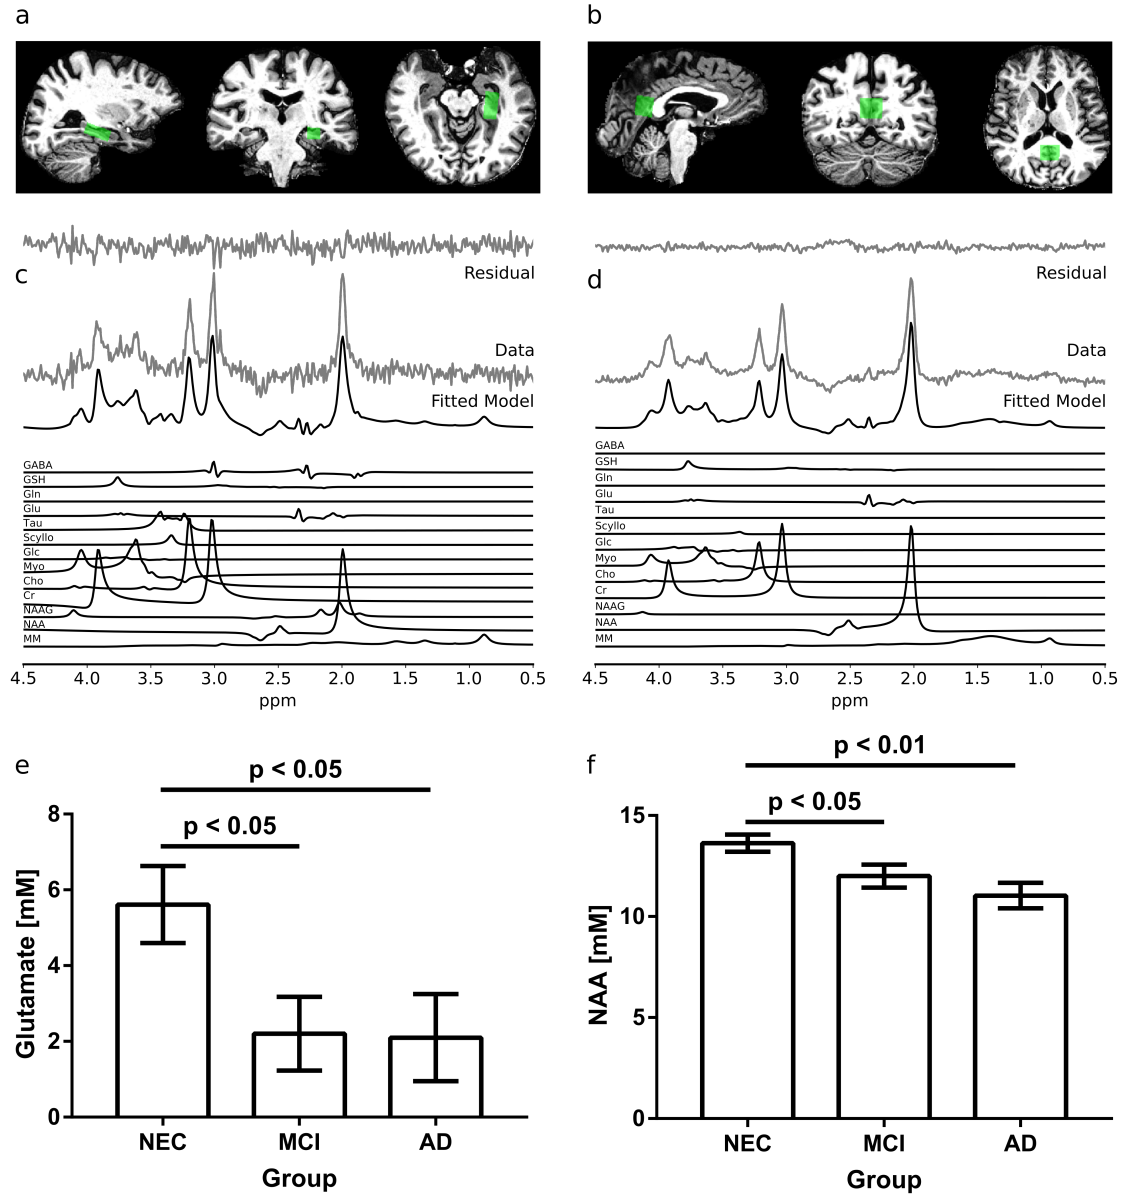 a
b
Residual
c
Data
Fitted Model
GABA
GSH
Gln
Glu
Tau
Scyllo
Glc
Myo
Cho
Cr
NAAG
NAA
MM
4.5 4.0 3.5 3.0 2.5 2.0 1.5 1.0 0.5
ppm
Residual
d
Data
Fitted Model
GABA
GSH
Gln
Glu
Tau
Scyllo
Glc
Myo
Cho
Cr
NAAG
NAA
MM
4.5 4.0 3.5 3.0 2.5 2.0 1.5 1.0 0.5
ppm
e
p < 0.05
p < 0.05
8
6
4
2
0
Glutamate [mM]
NEC MCI AD
Group
f
p < 0.01
p < 0.05
15
10
5
0
NAA [mM]
NEC MCI AD
Group